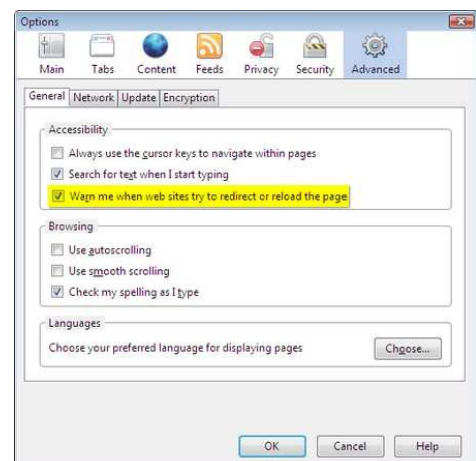 Options
Main Tabs Content Feeds Privacy Security Advanced
General Network Update Encryption
Accessibility
Always use the cursor keys to navigate within pages
Search for text when I start typing
Warn me when web sites try to redirect or reload the page
Browsing
Use autoscrolling
Use smooth scrolling
Check my spelling as I type
Languages
Choose your preferred language for displaying pages Choose...
OK Cancel Help